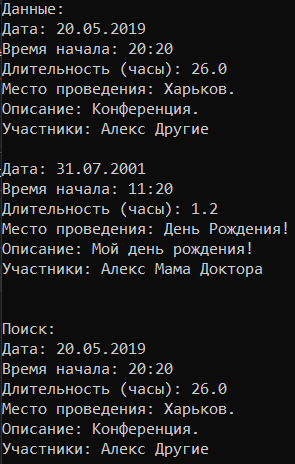 Данные:
Дата: 20.05.2019
Время начала: 20:20
Длительность (часы): 26.0
Место проведения: Харьков.
Описание: Конференция.
Участники: Алекс Другие
Дата: 31.07.2001
Время начала: 11:20
Длительность (часы): 1.2
Место проведения: День Рождения!
Описание: Мой день рождения!
Участники: Алекс Мама Доктора
Поиск:
Дата: 20.05.2019
Время начала: 20:20
Длительность (часы): 26.0
Место проведения: Харьков.
Описание: Конференция.
Участники: Алекс Другие